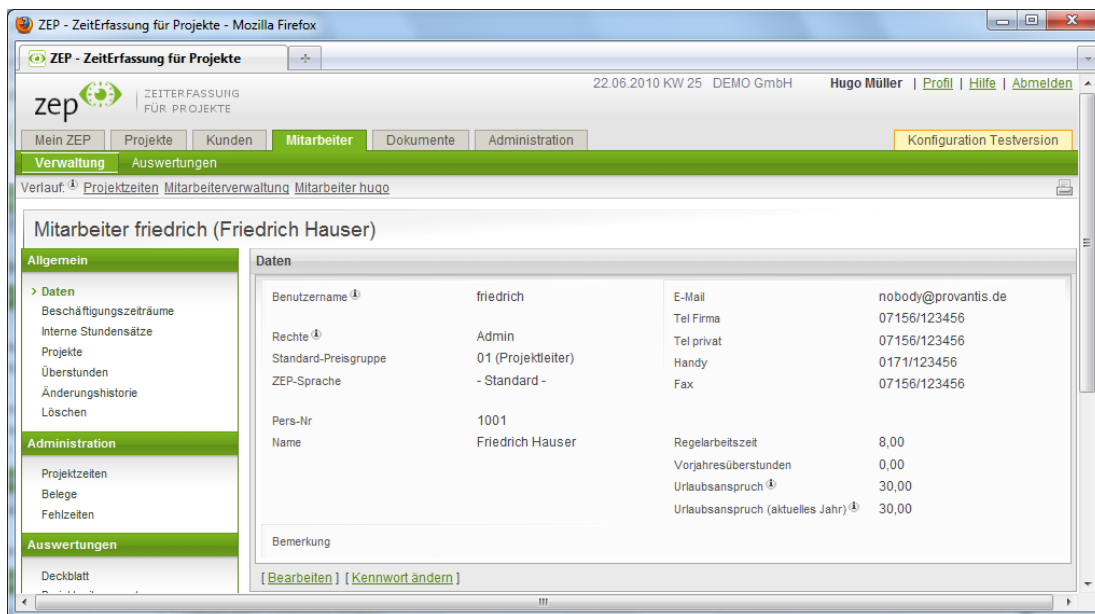 ZEP - ZeitErfassung für Projekte - Mozilla Firefox
ZEP - ZeitErfassung für Projekte
22.06.2010 KW 25 DEMO GmbH Hugo Müller | Profil | Hilfe | Abmelden
zep ZEITERFASSUNG
FÜR PROJEKTE
Mein ZEP Projekte Kunden Mitarbeiter Dokumente Administration Konfiguration Testversion
Verwaltung Auswertungen
Verlauf: Projektzeiten Mitarbeiterverwaltung Mitarbeiter hugo
Mitarbeiter friedrich (Friedrich Hauser)
Allgemein
> Daten
Beschäftigungszeiträume
Interne Stundensätze
Projekte
Überstunden
Änderungshistorie
Löschen
Administration
Projektzeiten
Belege
Fehlzeiten
Auswertungen
Deckblatt
Daten
Benutzername friedrich
Rechte Admin
Standard-Preisgruppe 01 (Projektleiter)
ZEP-Sprache - Standard -
Pers-Nr 1001
Name Friedrich Hauser
E-Mail nobody@provantis.de
Tel Firma 07156/123456
Tel privat 07156/123456
Handy 0171/123456
Fax 07156/123456
Regelarbeitszeit 8,00
Vorjahresüberstunden 0,00
Urlaubsanspruch 30,00
Urlaubsanspruch (aktuelles Jahr) 30,00
Bemerkung
[ Bearbeiten ] [ Kennwort ändern ]